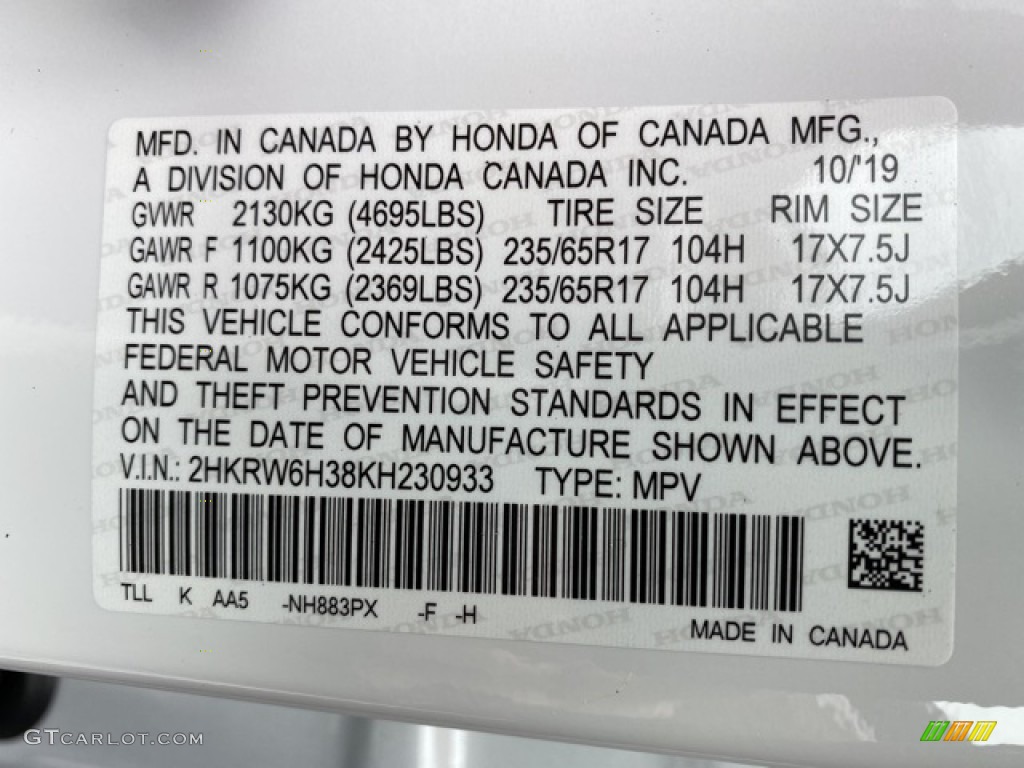 MFD. IN CANADA BY HONDA OF CANADA MFG.,
A DIVISION OF HONDA CANADA INC. 10/'19
GVWR 2130KG (4695LBS) TIRE SIZE RIM SIZE
GAWR F 1100KG (2425LBS) 235/65R17 104H 17X7.5J
GAWR R 1075KG (2369LBS) 235/65R17 104H 17X7.5J
THIS VEHICLE CONFORMS TO ALL APPLICABLE
FEDERAL MOTOR VEHICLE SAFETY
AND THEFT PREVENTION STANDARDS IN EFFECT
ON THE DATE OF MANUFACTURE SHOWN ABOVE.
V.I.N.: 2HKRW6H38KH230933 TYPE: MPV
TLL K AA5 -NH883PX -F -H
MADE IN CANADA
GTCARLOT.COM